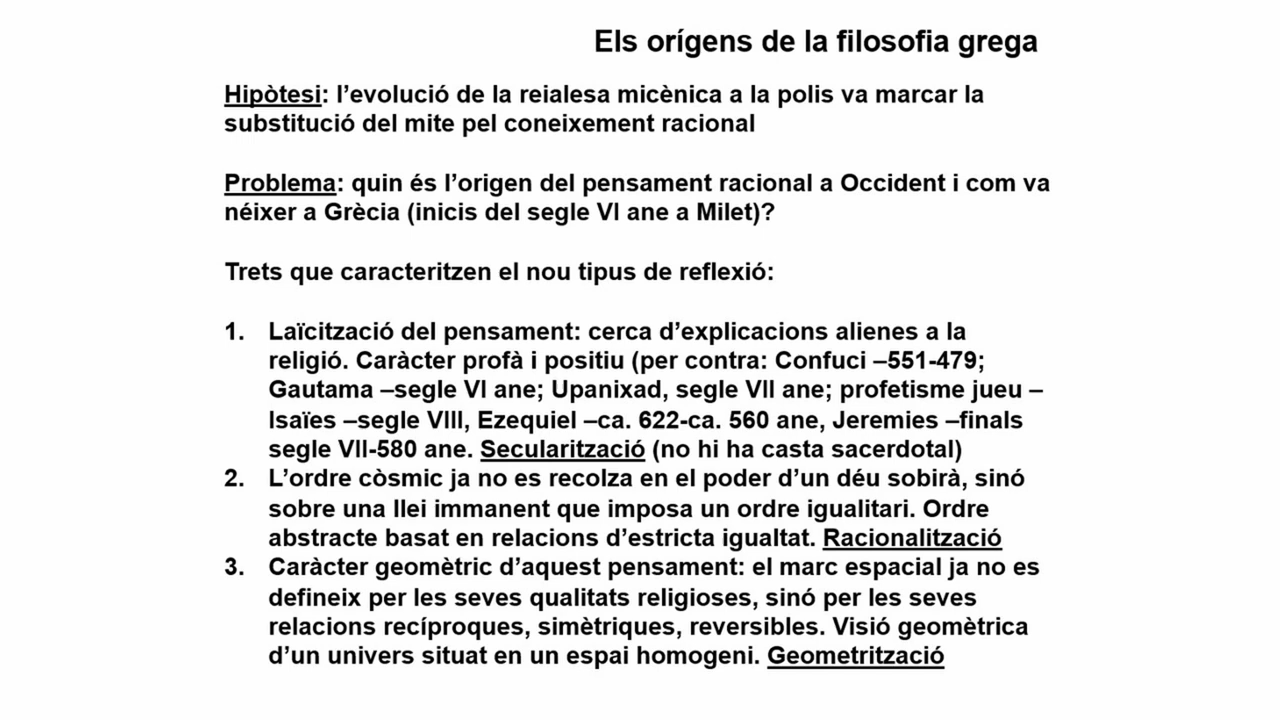 Els orígens de la filosofia grega
Hipòtesi: l’evolució de la reialesa micènica a la polis va marcar la
substitució del mite pel coneixement racional
Problema: quin és l’origen del pensament racional a Occident i com va
néixer a Grècia (inicis del segle VI ane a Milet)?
Trets que caracteritzen el nou tipus de reflexió:
1. Laïcització del pensament: cerca d’explicacions alienes a la
religió. Caràcter profà i positiu (per contra: Confuci –551-479;
Gautama –segle VI ane; Upanixad, segle VII ane; profetisme jueu –
Isaïes –segle VIII, Ezequiel –ca. 622-ca. 560 ane, Jeremies –finals
segle VII-580 ane. Secularització (no hi ha casta sacerdotal)
2. L’ordre còsmic ja no es recolza en el poder d’un déu sobirà, sinó
sobre una llei immanent que imposa un ordre igualitari. Ordre
abstracte basat en relacions d’estricta igualtat. Racionalització
3. Caràcter geomètric d’aquest pensament: el marc espacial ja no es
defineix per les seves qualitats religioses, sinó per les seves
relacions recíproques, simètriques, reversibles. Visió geomètrica
d’un univers situat en un espai homogeni. Geometrització